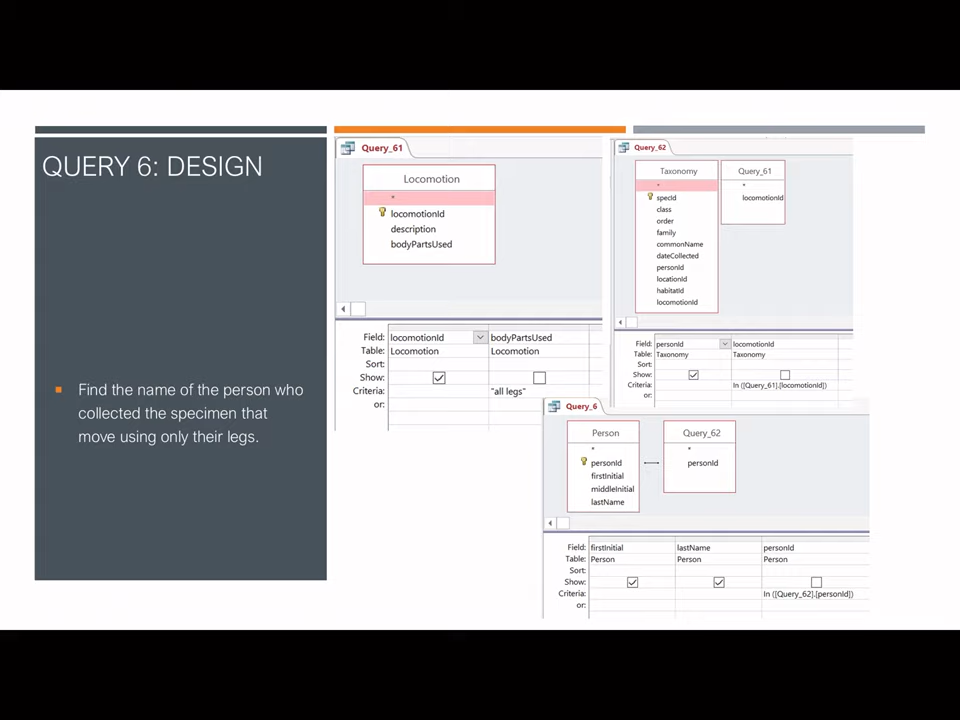 QUERY 6: DESIGN
Find the name of the person who
collected the specimen that
move using only their legs.
Query_61
Locomotion
*
locomotionId
description
bodyPartsUsed
Field: locomotionId bodyPartsUsed
Table: Locomotion Locomotion
Sort:
Show:
Criteria: "all legs"
or:
Query_62
Taxonomy
*
specId
class
order
family
commonName
dateCollected
personId
locationId
habitatId
locomotionId
Query_61
*
locomotionId
Field: personId locomotionId
Table: Taxonomy Taxonomy
Sort:
Show:
Criteria: In ([Query_61].[locomotionId])
or:
Query_6
Person
*
personId
firstInitial
middleInitial
lastName
Query_62
*
personId
Field: firstInitial lastName personId
Table: Person Person Person
Sort:
Show:
Criteria: In ([Query_62].[personId])
or: